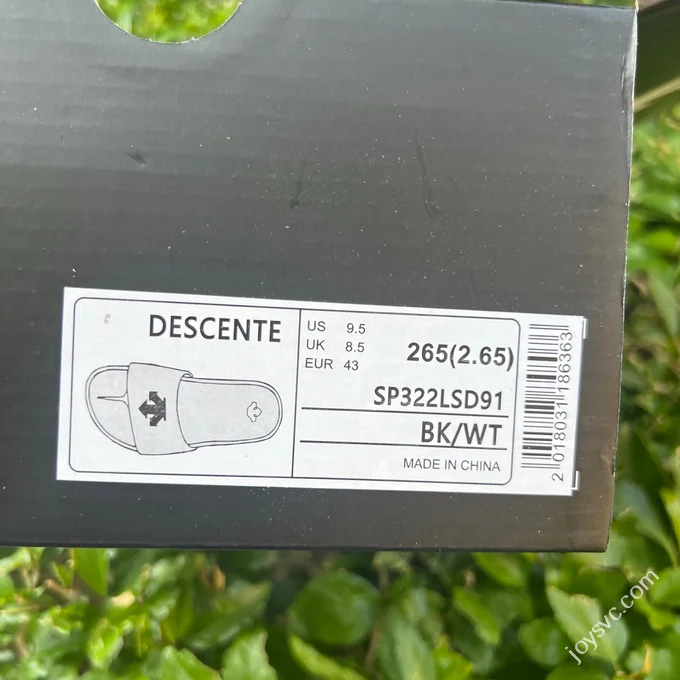 DESCENTE
US 9.5
UK 8.5
EUR 43
265(2.65)
SP322LSD91
BK/WT
MADE IN CHINA
2 018031 186363
joysvc.com